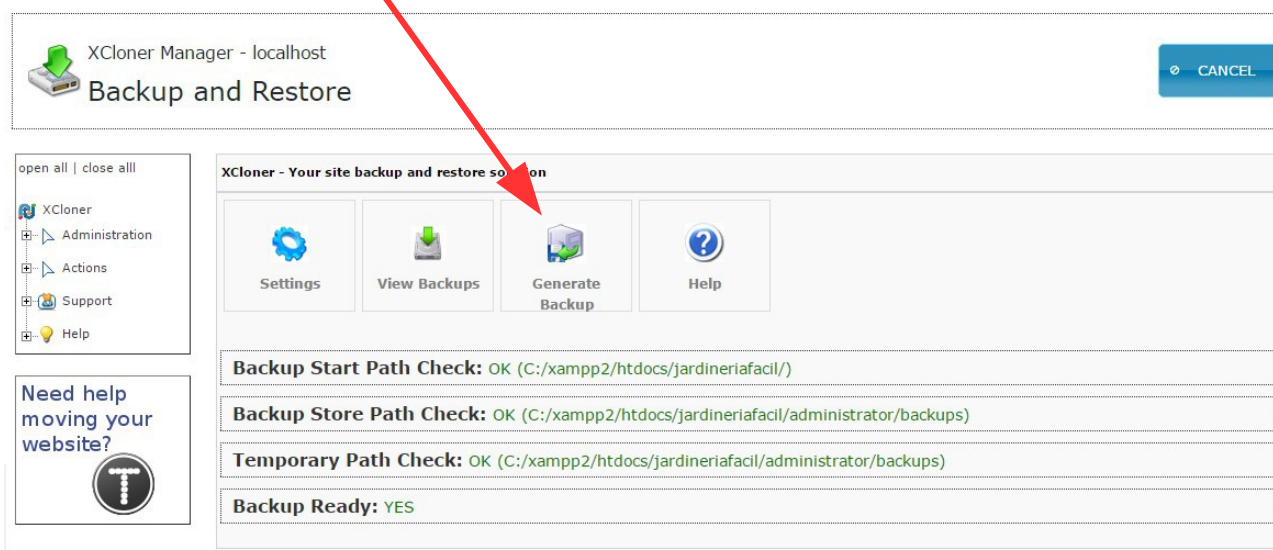 XCloner Manager - localhost
Backup and Restore
CANCEL
open all | close alll
XCloner
Administration
Actions
Support
Help
Need help
moving your
website?
XCloner - Your site backup and restore
Settings
View Backups
Generate
Backup
Help
Backup Start Path Check: OK (C:/xampp2/htdocs/jardineriafacil/)
Backup Store Path Check: OK (C:/xampp2/htdocs/jardineriafacil/administrator/backups)
Temporary Path Check: OK (C:/xampp2/htdocs/jardineriafacil/administrator/backups)
Backup Ready: YES